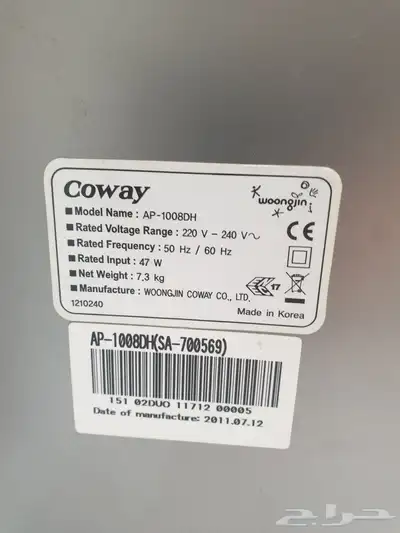 Coway
woongjin
■ Model Name : AP-1008DH
■ Rated Voltage Range : 220 V - 240 V~
■ Rated Frequency : 50 Hz / 60 Hz
■ Rated Input : 47 W
■ Net Weight : 7,3 kg
■ Manufacture : WOONGJIN COWAY CO., LTD.
CE
17
1210240
Made in Korea
AP-1008DH(SA-700569)
151 02DUO 11712 00005
Date of manufacture: 2011.07.12
حراج